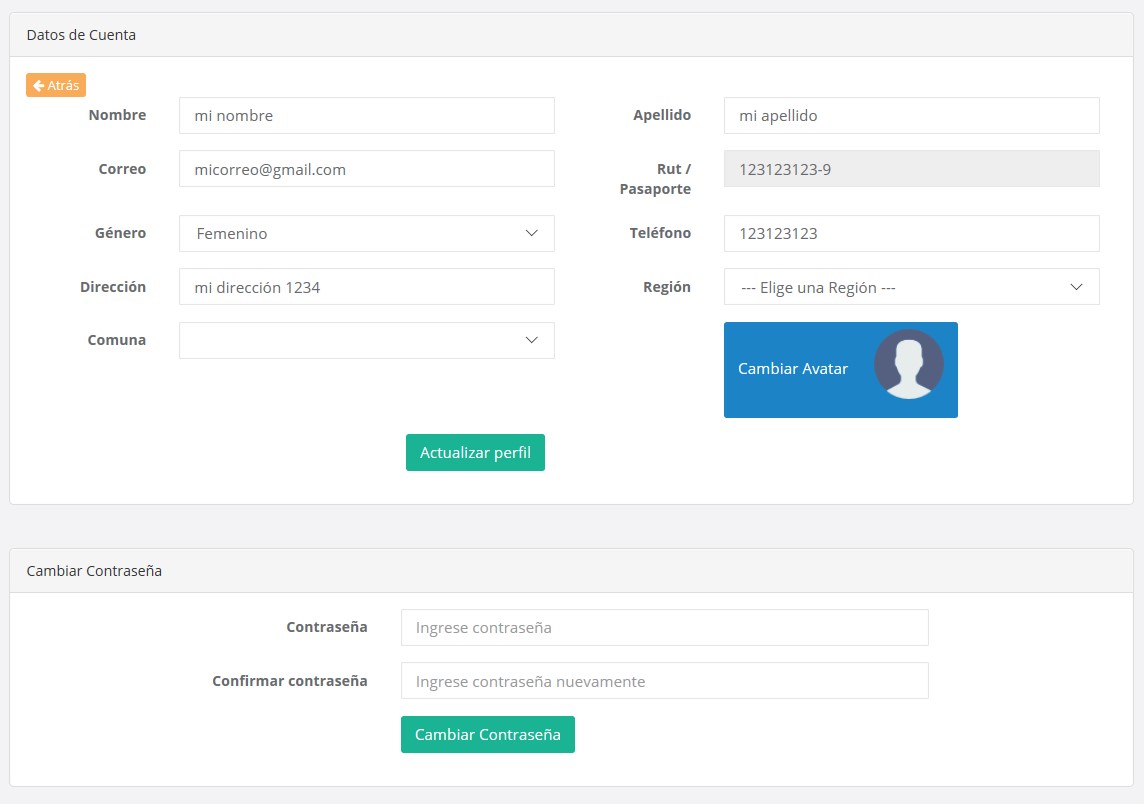 Datos de Cuenta
Atrás
Nombre
mi nombre
Apellido
mi apellido
Correo
micorreo@gmail.com
Rut /
Pasaporte
123123123-9
Género
Femenino
Teléfono
123123123
Dirección
mi dirección 1234
Región
--- Elige una Región ---
Comuna
Cambiar Avatar
Actualizar perfil
Cambiar Contraseña
Contraseña
Ingrese contraseña
Confirmar contraseña
Ingrese contraseña nuevamente
Cambiar Contraseña